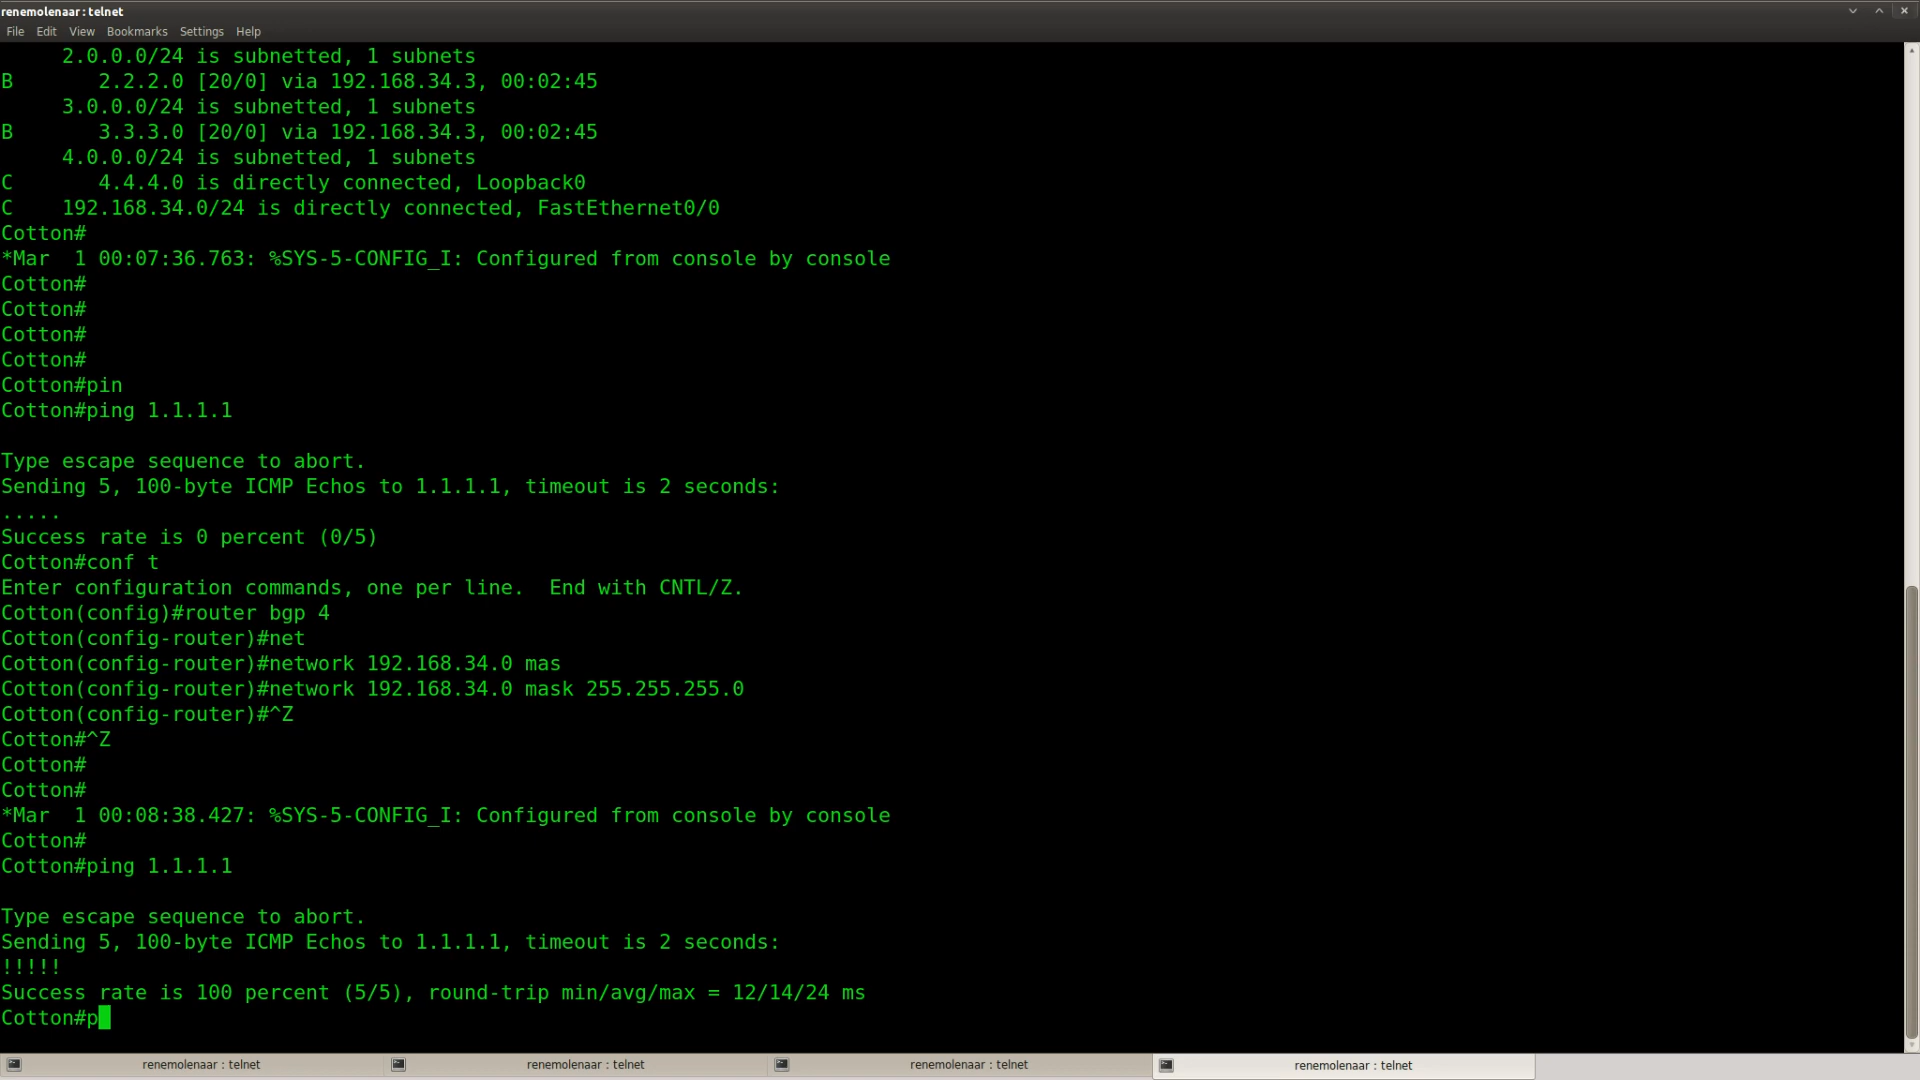 renemolenaar : telnet
File Edit View Bookmarks Settings Help
     2.0.0.0/24 is subnetted, 1 subnets
B       2.2.2.0 [20/0] via 192.168.34.3, 00:02:45
     3.0.0.0/24 is subnetted, 1 subnets
B       3.3.3.0 [20/0] via 192.168.34.3, 00:02:45
     4.0.0.0/24 is subnetted, 1 subnets
C       4.4.4.0 is directly connected, Loopback0
C    192.168.34.0/24 is directly connected, FastEthernet0/0
Cotton#
*Mar  1 00:07:36.763: %SYS-5-CONFIG_I: Configured from console by console
Cotton#
Cotton#
Cotton#
Cotton#
Cotton#pin
Cotton#ping 1.1.1.1

Type escape sequence to abort.
Sending 5, 100-byte ICMP Echos to 1.1.1.1, timeout is 2 seconds:
.....
Success rate is 0 percent (0/5)
Cotton#conf t
Enter configuration commands, one per line.  End with CNTL/Z.
Cotton(config)#router bgp 4
Cotton(config-router)#net
Cotton(config-router)#network 192.168.34.0 mas
Cotton(config-router)#network 192.168.34.0 mask 255.255.255.0
Cotton(config-router)#^Z
Cotton#^Z
Cotton#
Cotton#
*Mar  1 00:08:38.427: %SYS-5-CONFIG_I: Configured from console by console
Cotton#
Cotton#ping 1.1.1.1

Type escape sequence to abort.
Sending 5, 100-byte ICMP Echos to 1.1.1.1, timeout is 2 seconds:
!!!!!
Success rate is 100 percent (5/5), round-trip min/avg/max = 12/14/24 ms
Cotton#p
renemolenaar : telnet renemolenaar : telnet renemolenaar : telnet renemolenaar : telnet